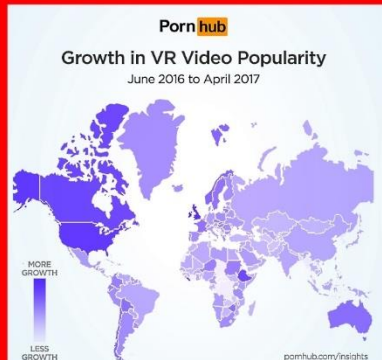 Porn hub
Growth in VR Video Popularity
June 2016 to April 2017
MORE
GROWTH
LESS
GROWTH
pornhub.com/insights